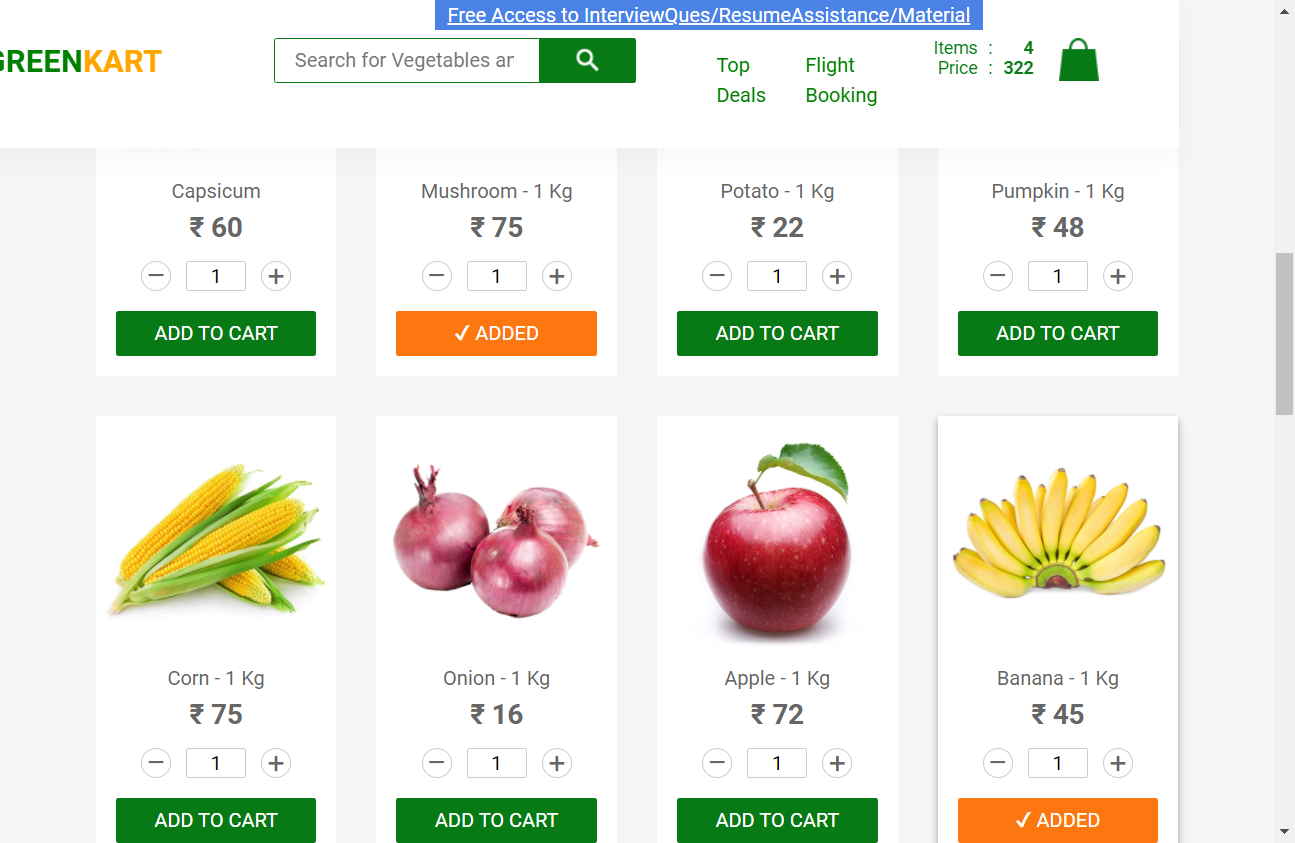 Free Access to InterviewQues/ResumeAssistance/Material
GREENKART
Search for Vegetables ar
Top Deals
Flight Booking
Items : 4
Price : 322
Capsicum
₹ 60
− 1 +
ADD TO CART
Mushroom - 1 Kg
₹ 75
− 1 +
✓ ADDED
Potato - 1 Kg
₹ 22
− 1 +
ADD TO CART
Pumpkin - 1 Kg
₹ 48
− 1 +
ADD TO CART
Corn - 1 Kg
₹ 75
− 1 +
ADD TO CART
Onion - 1 Kg
₹ 16
− 1 +
ADD TO CART
Apple - 1 Kg
₹ 72
− 1 +
ADD TO CART
Banana - 1 Kg
₹ 45
− 1 +
✓ ADDED